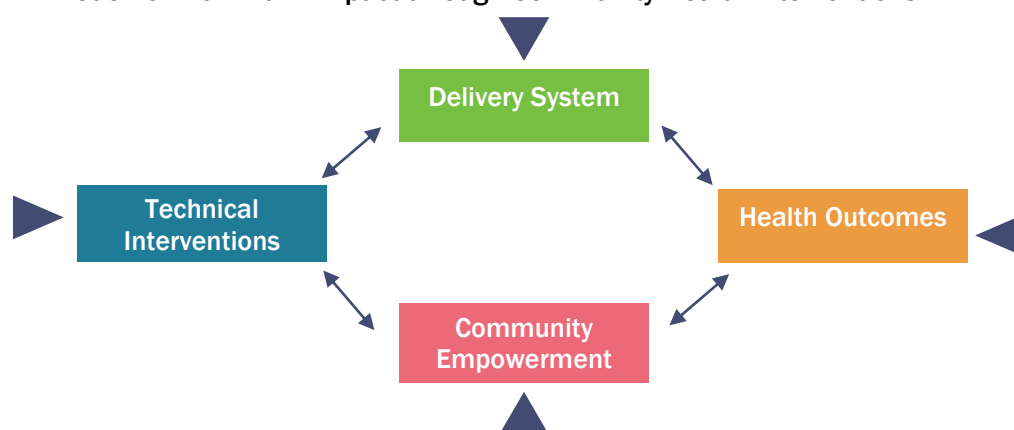 Delivery System
Technical
Interventions
Health Outcomes
Community
Empowerment